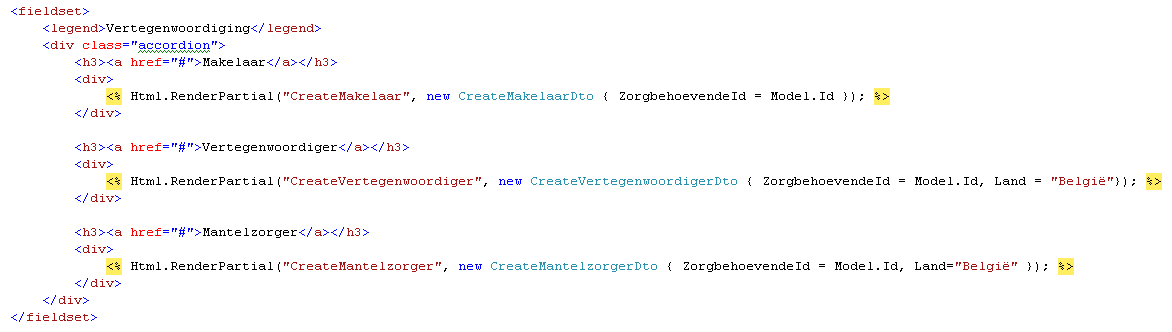 <fieldset>
    <legend>Vertegenwoordiging</legend>
    <div class="accordion">
        <h3><a href="#">Makelaar</a></h3>
        <div>
            <% Html.RenderPartial("CreateMakelaar", new CreateMakelaarDto { ZorgbehoevendeId = Model.Id }); %>
        </div>

        <h3><a href="#">Vertegenwoordiger</a></h3>
        <div>
            <% Html.RenderPartial("CreateVertegenwoordiger", new CreateVertegenwoordigerDto { ZorgbehoevendeId = Model.Id, Land = "België"}); %>
        </div>

        <h3><a href="#">Mantelzorger</a></h3>
        <div>
            <% Html.RenderPartial("CreateMantelzorger", new CreateMantelzorgerDto { ZorgbehoevendeId = Model.Id, Land="België" }); %>
        </div>
    </div>
</fieldset>